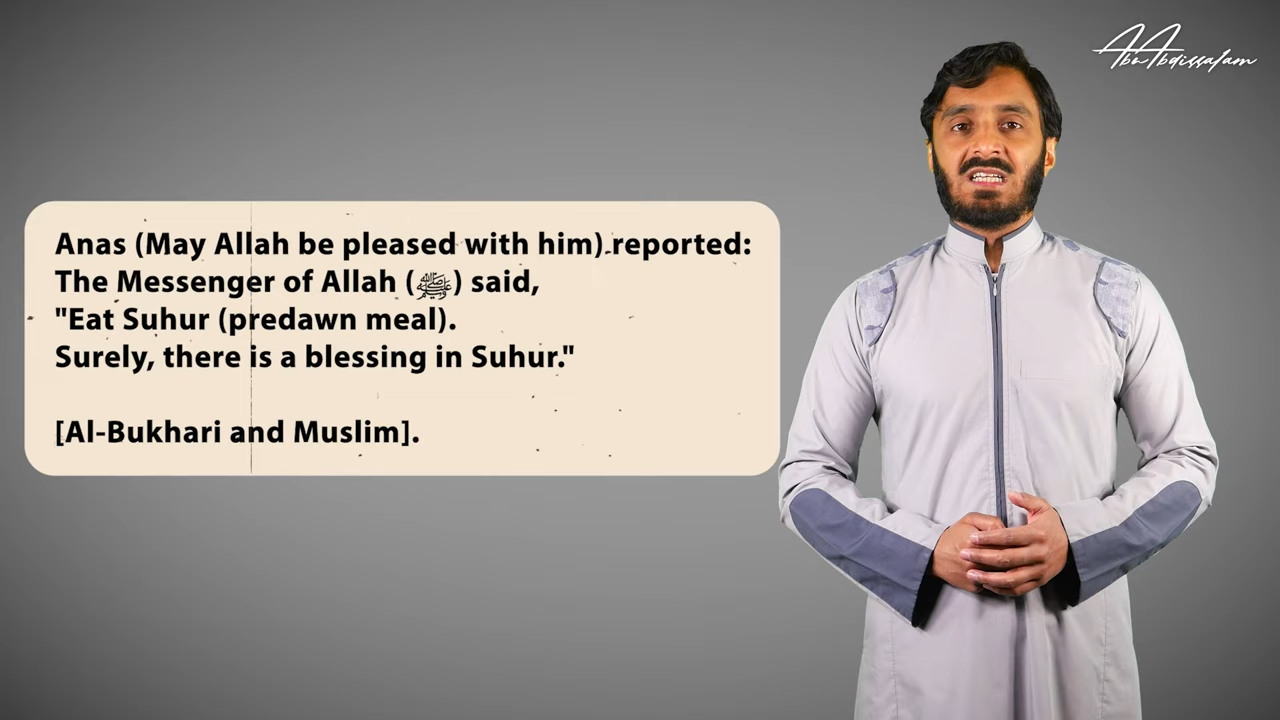 AbuAbdissalam
Anas (May Allah be pleased with him) reported:
The Messenger of Allah (ﷺ) said,
"Eat Suhur (predawn meal).
Surely, there is a blessing in Suhur."
[Al-Bukhari and Muslim].